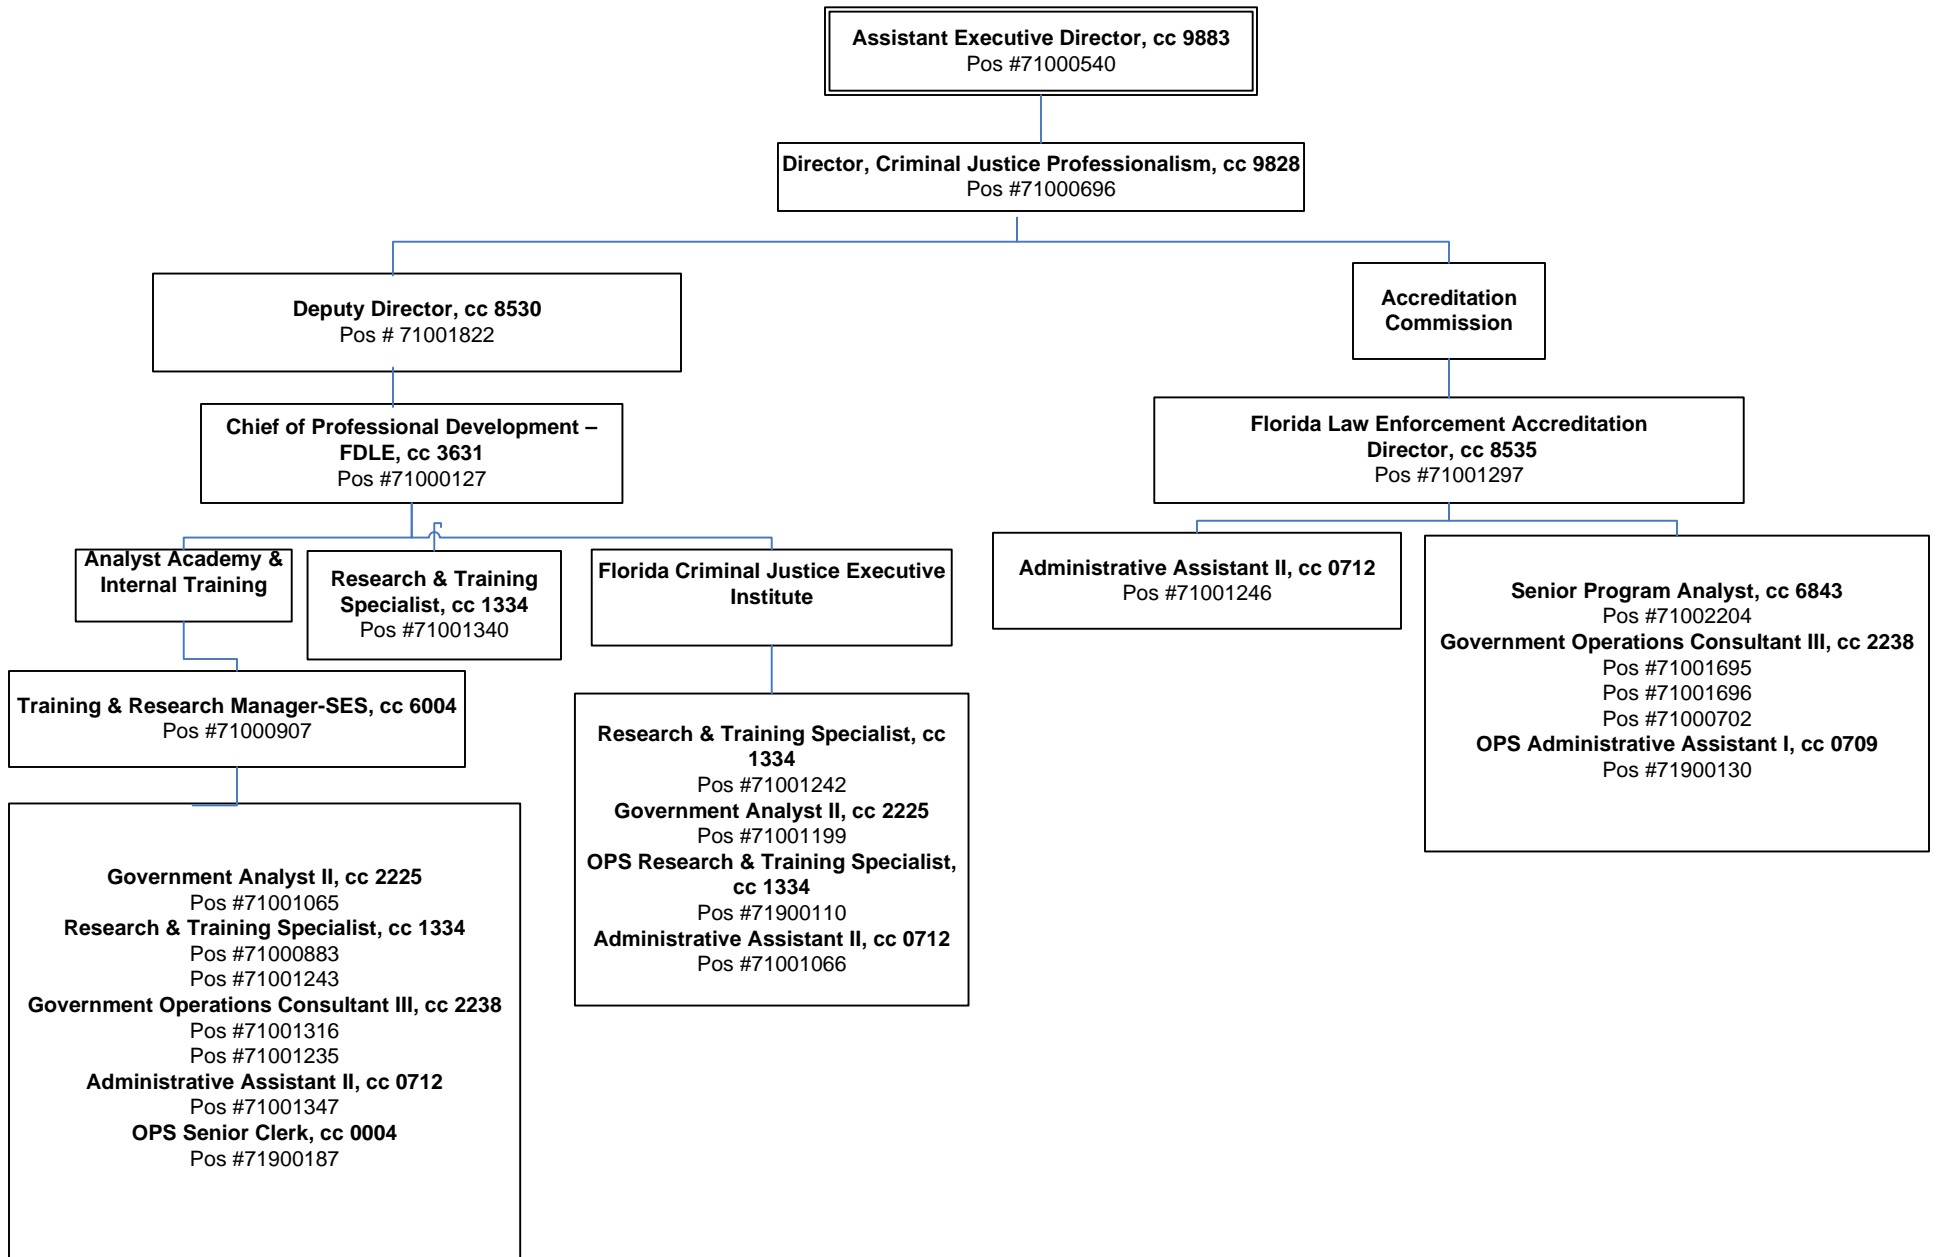 Assistant Executive Director, cc 9883
Pos #71000540
Director, Criminal Justice Professionalism, cc 9828
Pos #71000696
Deputy Director, cc 8530
Pos # 71001822
Accreditation
Commission
Chief of Professional Development –
FDLE, cc 3631
Pos #71000127
Florida Law Enforcement Accreditation
Director, cc 8535
Pos #71001297
Analyst Academy &
Internal Training
Research & Training
Specialist, cc 1334
Pos #71001340
Florida Criminal Justice Executive
Institute
Administrative Assistant II, cc 0712
Pos #71001246
Senior Program Analyst, cc 6843
Pos #71002204
Government Operations Consultant III, cc 2238
Pos #71001695
Pos #71001696
Pos #71000702
OPS Administrative Assistant I, cc 0709
Pos #71900130
Training & Research Manager-SES, cc 6004
Pos #71000907
Research & Training Specialist, cc
1334
Pos #71001242
Government Analyst II, cc 2225
Pos #71001199
OPS Research & Training Specialist,
cc 1334
Pos #71900110
Administrative Assistant II, cc 0712
Pos #71001066
Government Analyst II, cc 2225
Pos #71001065
Research & Training Specialist, cc 1334
Pos #71000883
Pos #71001243
Government Operations Consultant III, cc 2238
Pos #71001316
Pos #71001235
Administrative Assistant II, cc 0712
Pos #71001347
OPS Senior Clerk, cc 0004
Pos #71900187